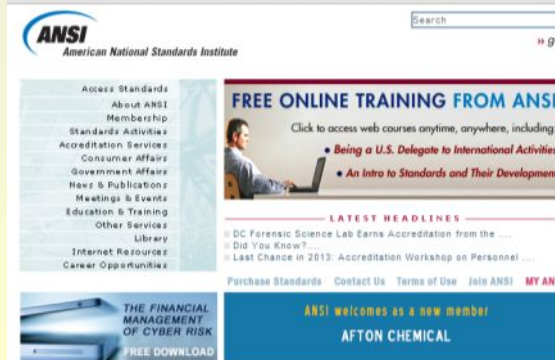 ANSI
American National Standards Institute
Search
» g
Access Standards
About ANSI
Membership
Standards Activities
Accreditation Services
Consumer Affairs
Government Affairs
News & Publications
Meetings & Events
Education & Training
Other Services
Library
Internet Resources
Career Opportunities
FREE ONLINE TRAINING FROM ANSI
Click to access web courses anytime, anywhere, including
• Being a U.S. Delegate to International Activities
• An Intro to Standards and Their Development
LATEST HEADLINES
DC Forensic Science Lab Earns Accreditation from the ....
Did You Know?....
Last Chance in 2013: Accreditation Workshop on Personnel ....
Purchase Standards Contact Us Terms of Use Join ANSI MY AN
THE FINANCIAL
MANAGEMENT
OF CYBER RISK
FREE DOWNLOAD
ANSI welcomes as a new member
AFTON CHEMICAL